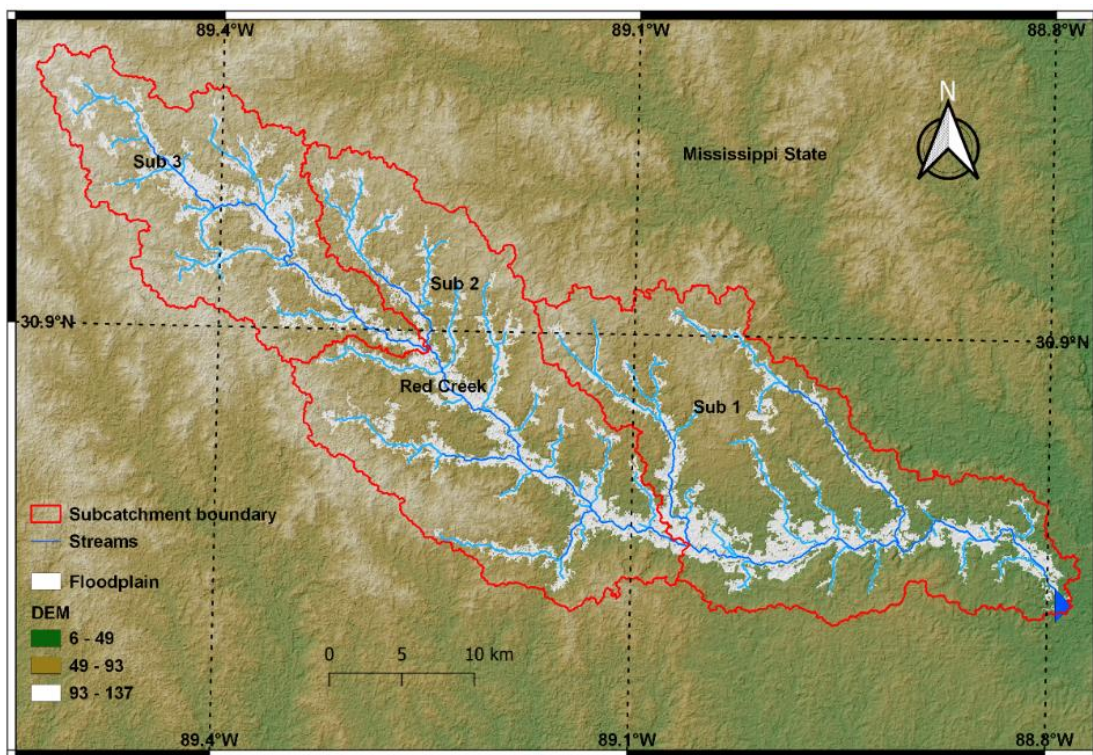 89.4°W
89.1°W
88.8°W
N
Mississippi State
Sub 3
Sub 2
30.9°N
30.9°N
Red Creek
Sub 1
Subcatchment boundary
Streams
Floodplain
DEM
6 - 49
49 - 93
93 - 137
0 5 10 km
89.4°W
89.1°W
88.8°W